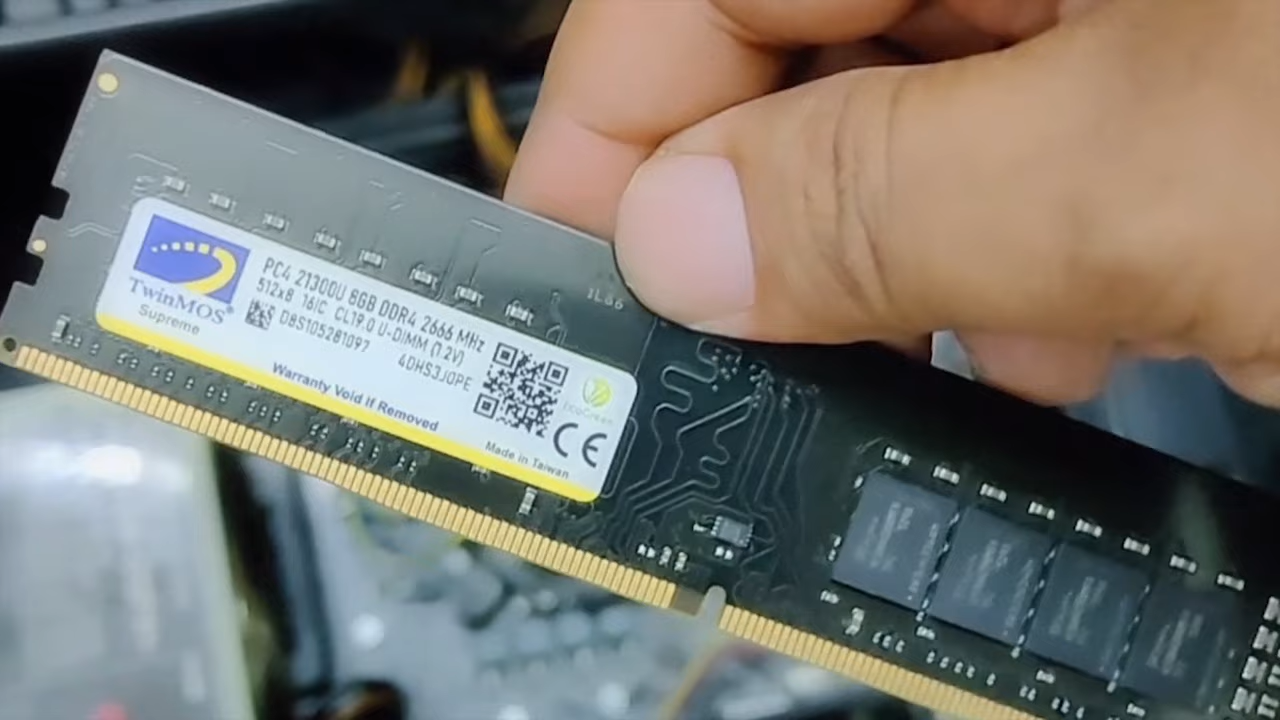 TwinMOS®
Supreme
PC4 21300U 8GB DDR4 2666 MHz
512x8 16IC CL19.0 U-DIMM (1.2V)
D8S105281097 4DHS3J0PE
Warranty Void If Removed
Made in Taiwan
CE